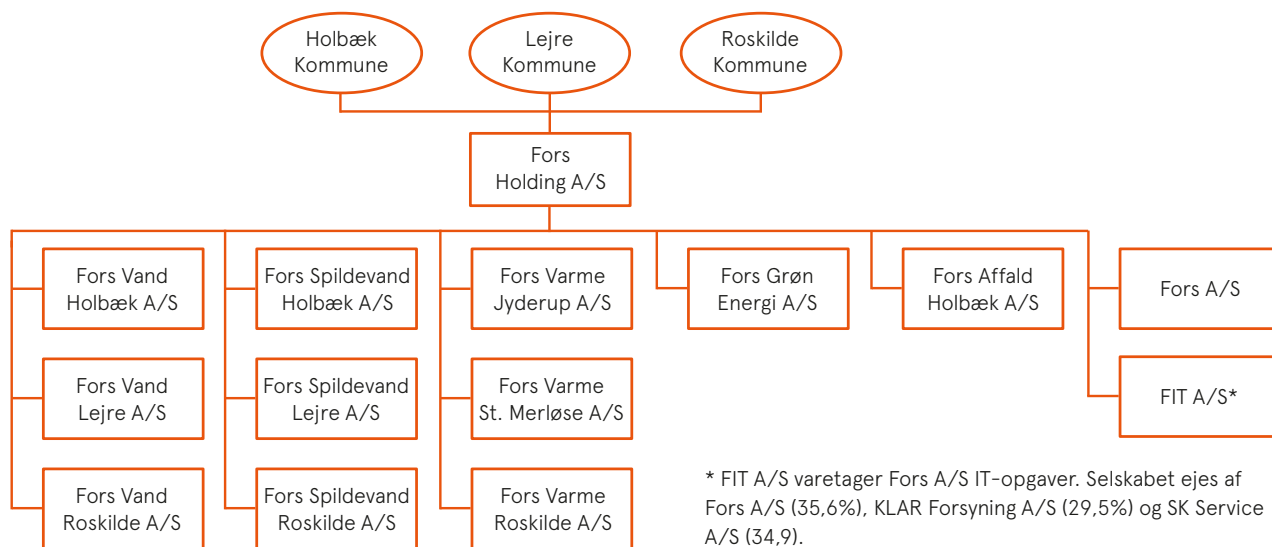 Holbæk
Kommune
Lejre
Kommune
Roskilde
Kommune
Fors
Holding A/S
Fors Vand
Holbæk A/S
Fors Spildevand
Holbæk A/S
Fors Varme
Jyderup A/S
Fors Grøn
Energi A/S
Fors Affald
Holbæk A/S
Fors A/S
Fors Vand
Lejre A/S
Fors Spildevand
Lejre A/S
Fors Varme
St. Merløse A/S
FIT A/S*
Fors Vand
Roskilde A/S
Fors Spildevand
Roskilde A/S
Fors Varme
Roskilde A/S
* FIT A/S varetager Fors A/S IT-opgaver. Selskabet ejes af
Fors A/S (35,6%), KLAR Forsyning A/S (29,5%) og SK Service
A/S (34,9).